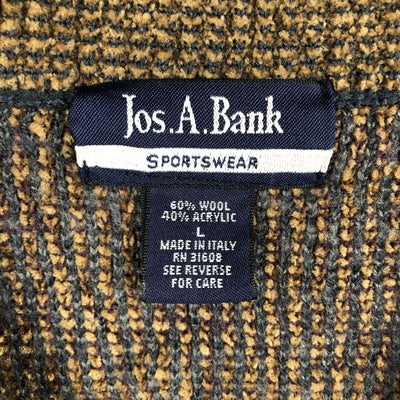 Jos. A. Bank
SPORTSWEAR
60% WOOL
40% ACRYLIC
L
MADE IN ITALY
RN 31608
SEE REVERSE
FOR CARE